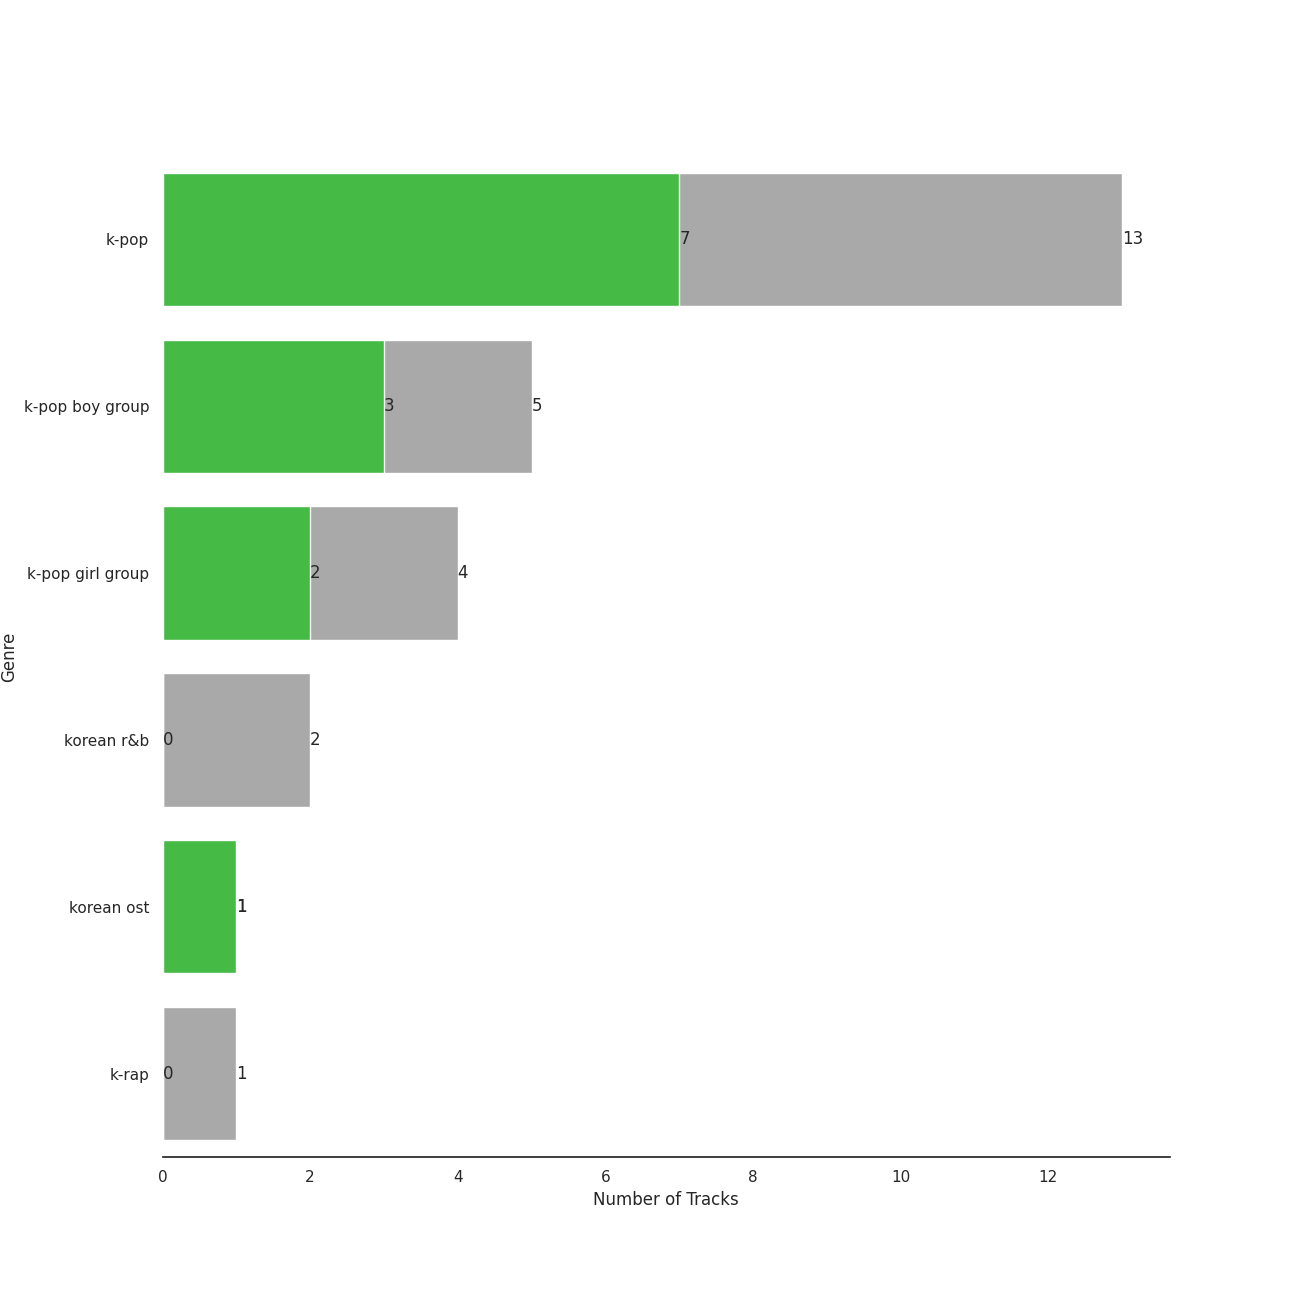 k-pop 7 13
k-pop boy group 3 5
k-pop girl group 2 4
Genre
korean r&b 0 2
korean ost 1
k-rap 0 1
0 2 4 6 8 10 12
Number of Tracks